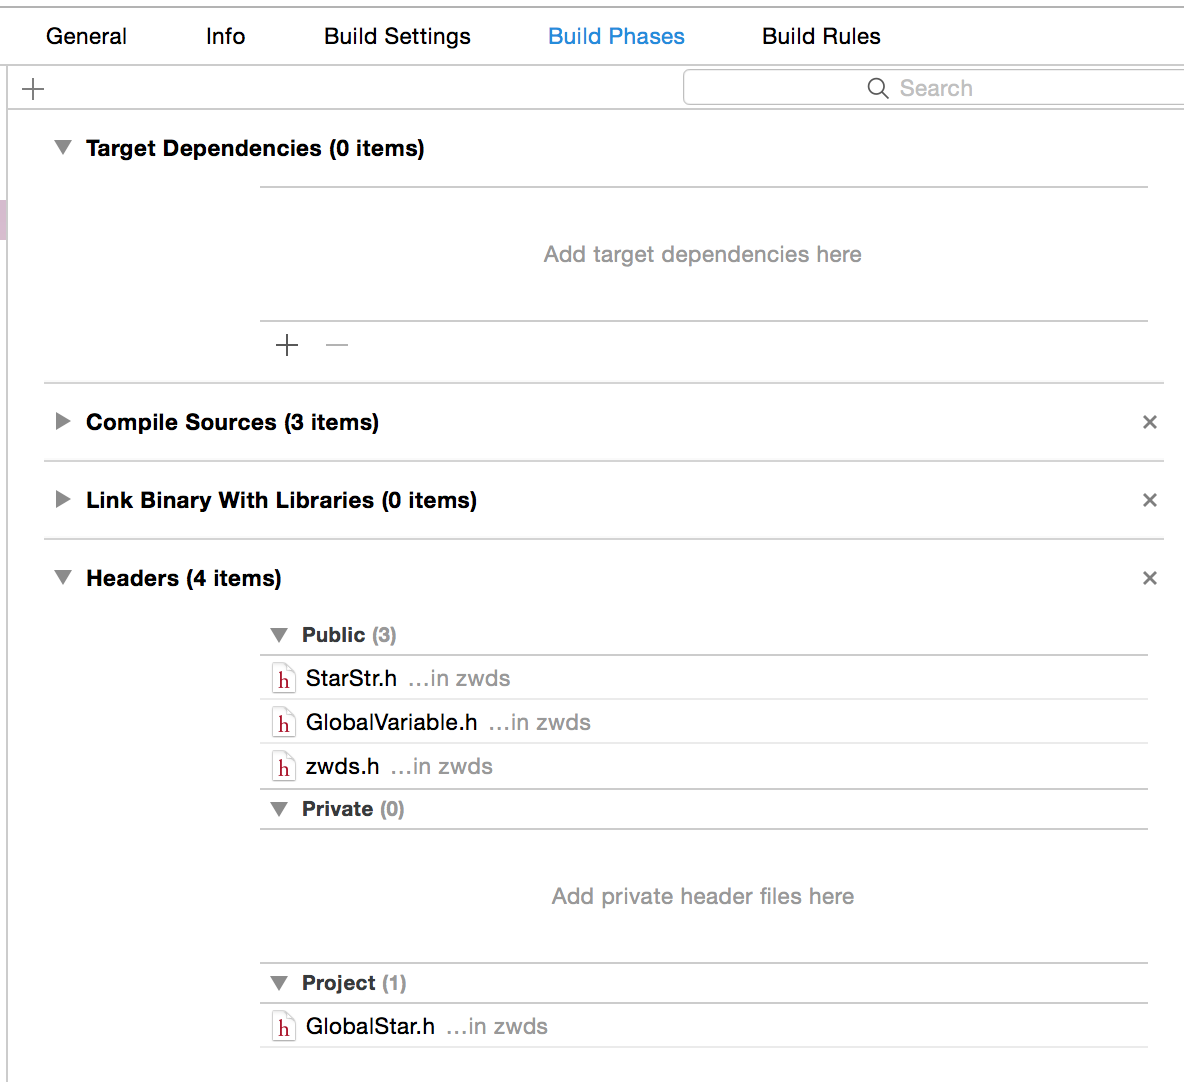 General Info Build Settings Build Phases Build Rules
Search
Target Dependencies (0 items)
Add target dependencies here
Compile Sources (3 items)
Link Binary With Libraries (0 items)
Headers (4 items)
Public (3)
h StarStr.h ...in zwds
h GlobalVariable.h ...in zwds
h zwds.h ...in zwds
Private (0)
Add private header files here
Project (1)
h GlobalStar.h ...in zwds